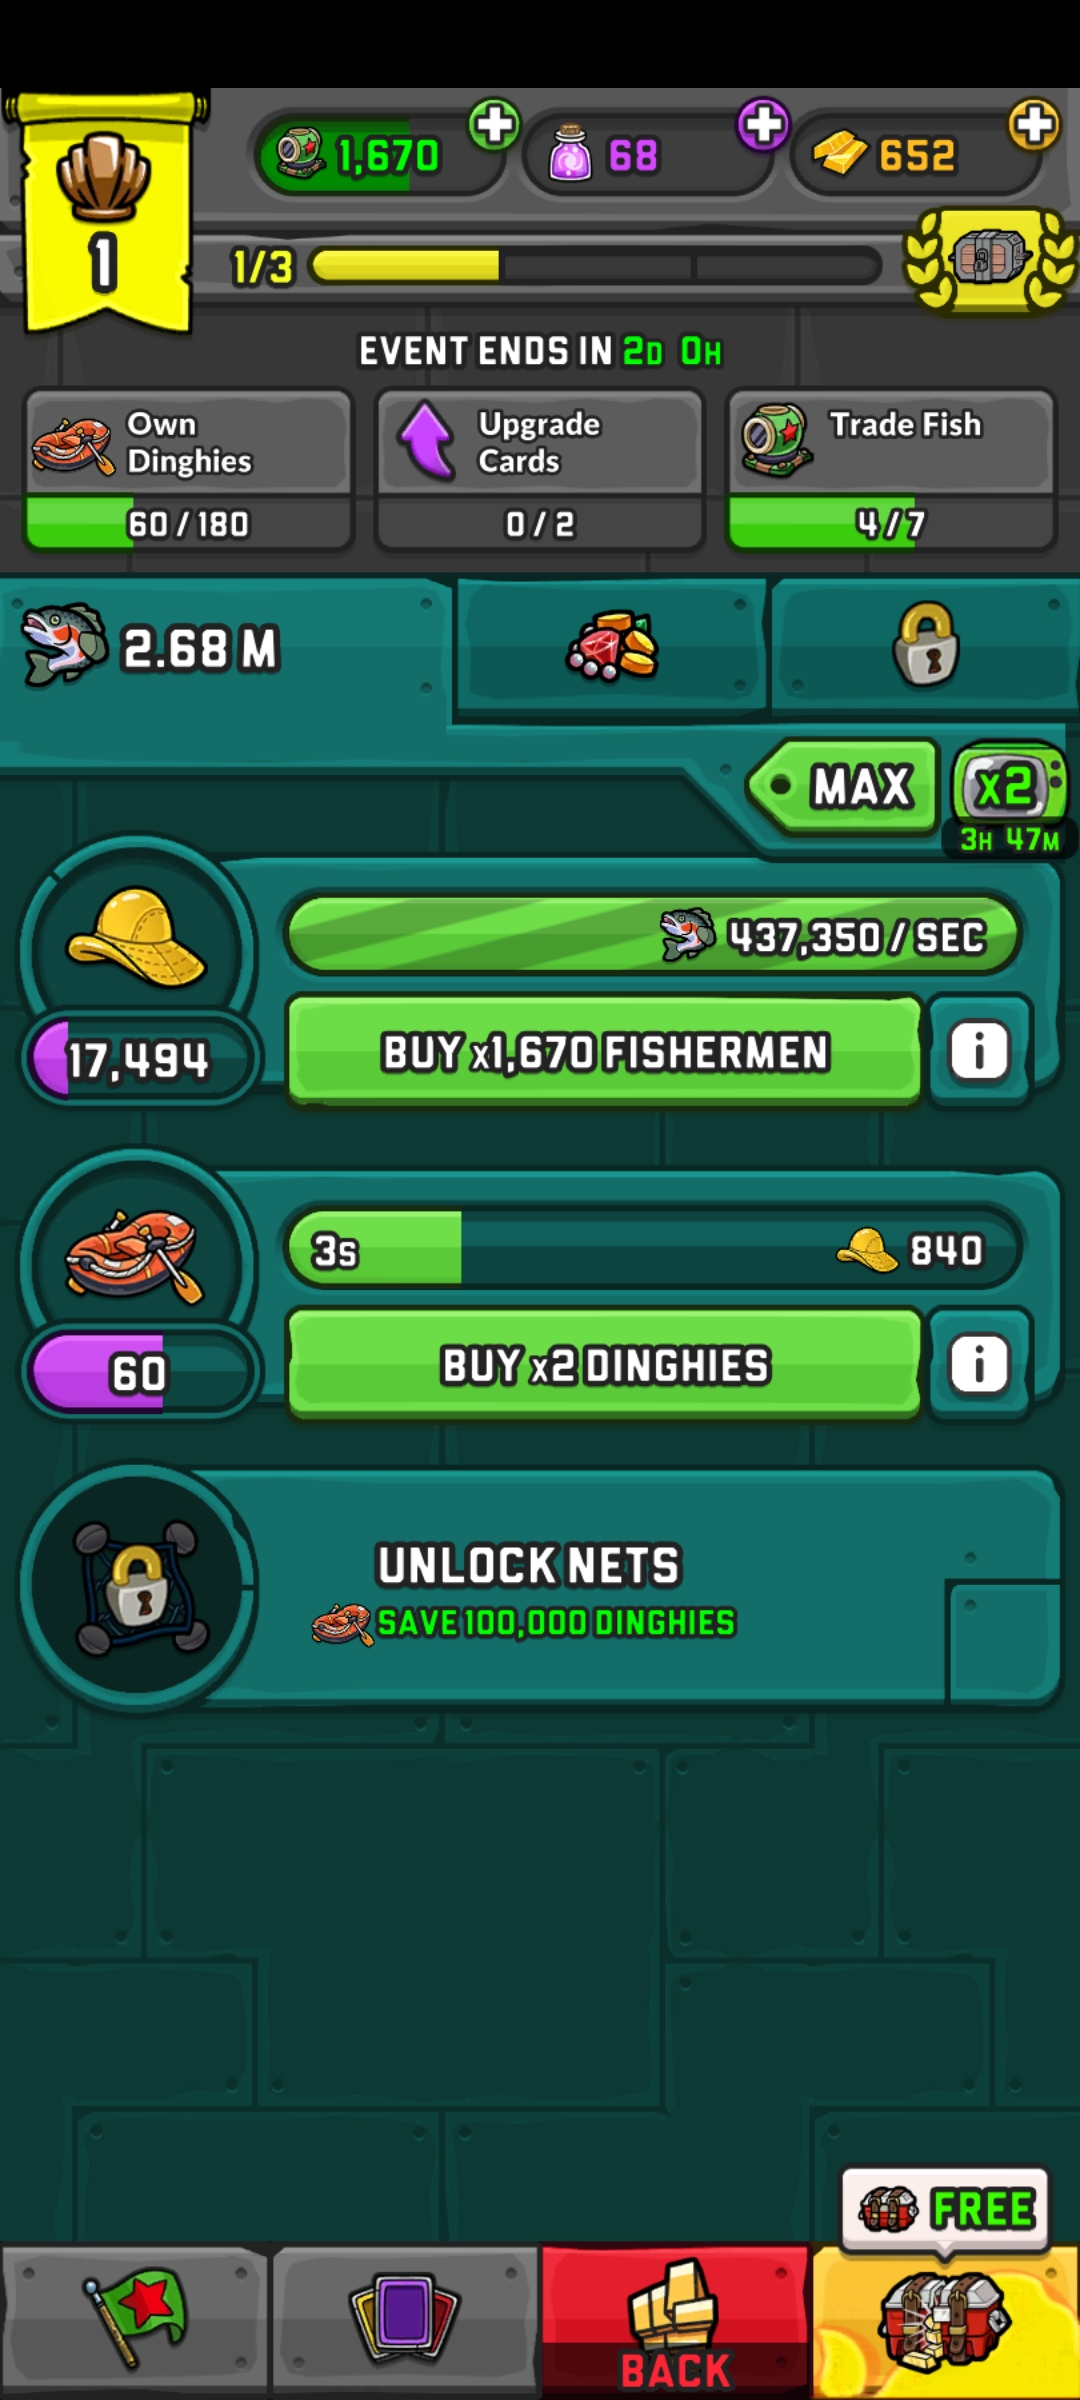 1,670
68
652
1
1/3
EVENT ENDS IN 2D 0H
Own
Dinghies
60 / 180
Upgrade
Cards
0 / 2
Trade Fish
4 / 7
2.68 M
MAX
x2
3H 47M
437,350 / SEC
17,494
BUY x1,670 FISHERMEN
i
3s
840
60
BUY x2 DINGHIES
i
UNLOCK NETS
SAVE 100,000 DINGHIES
FREE
BACK